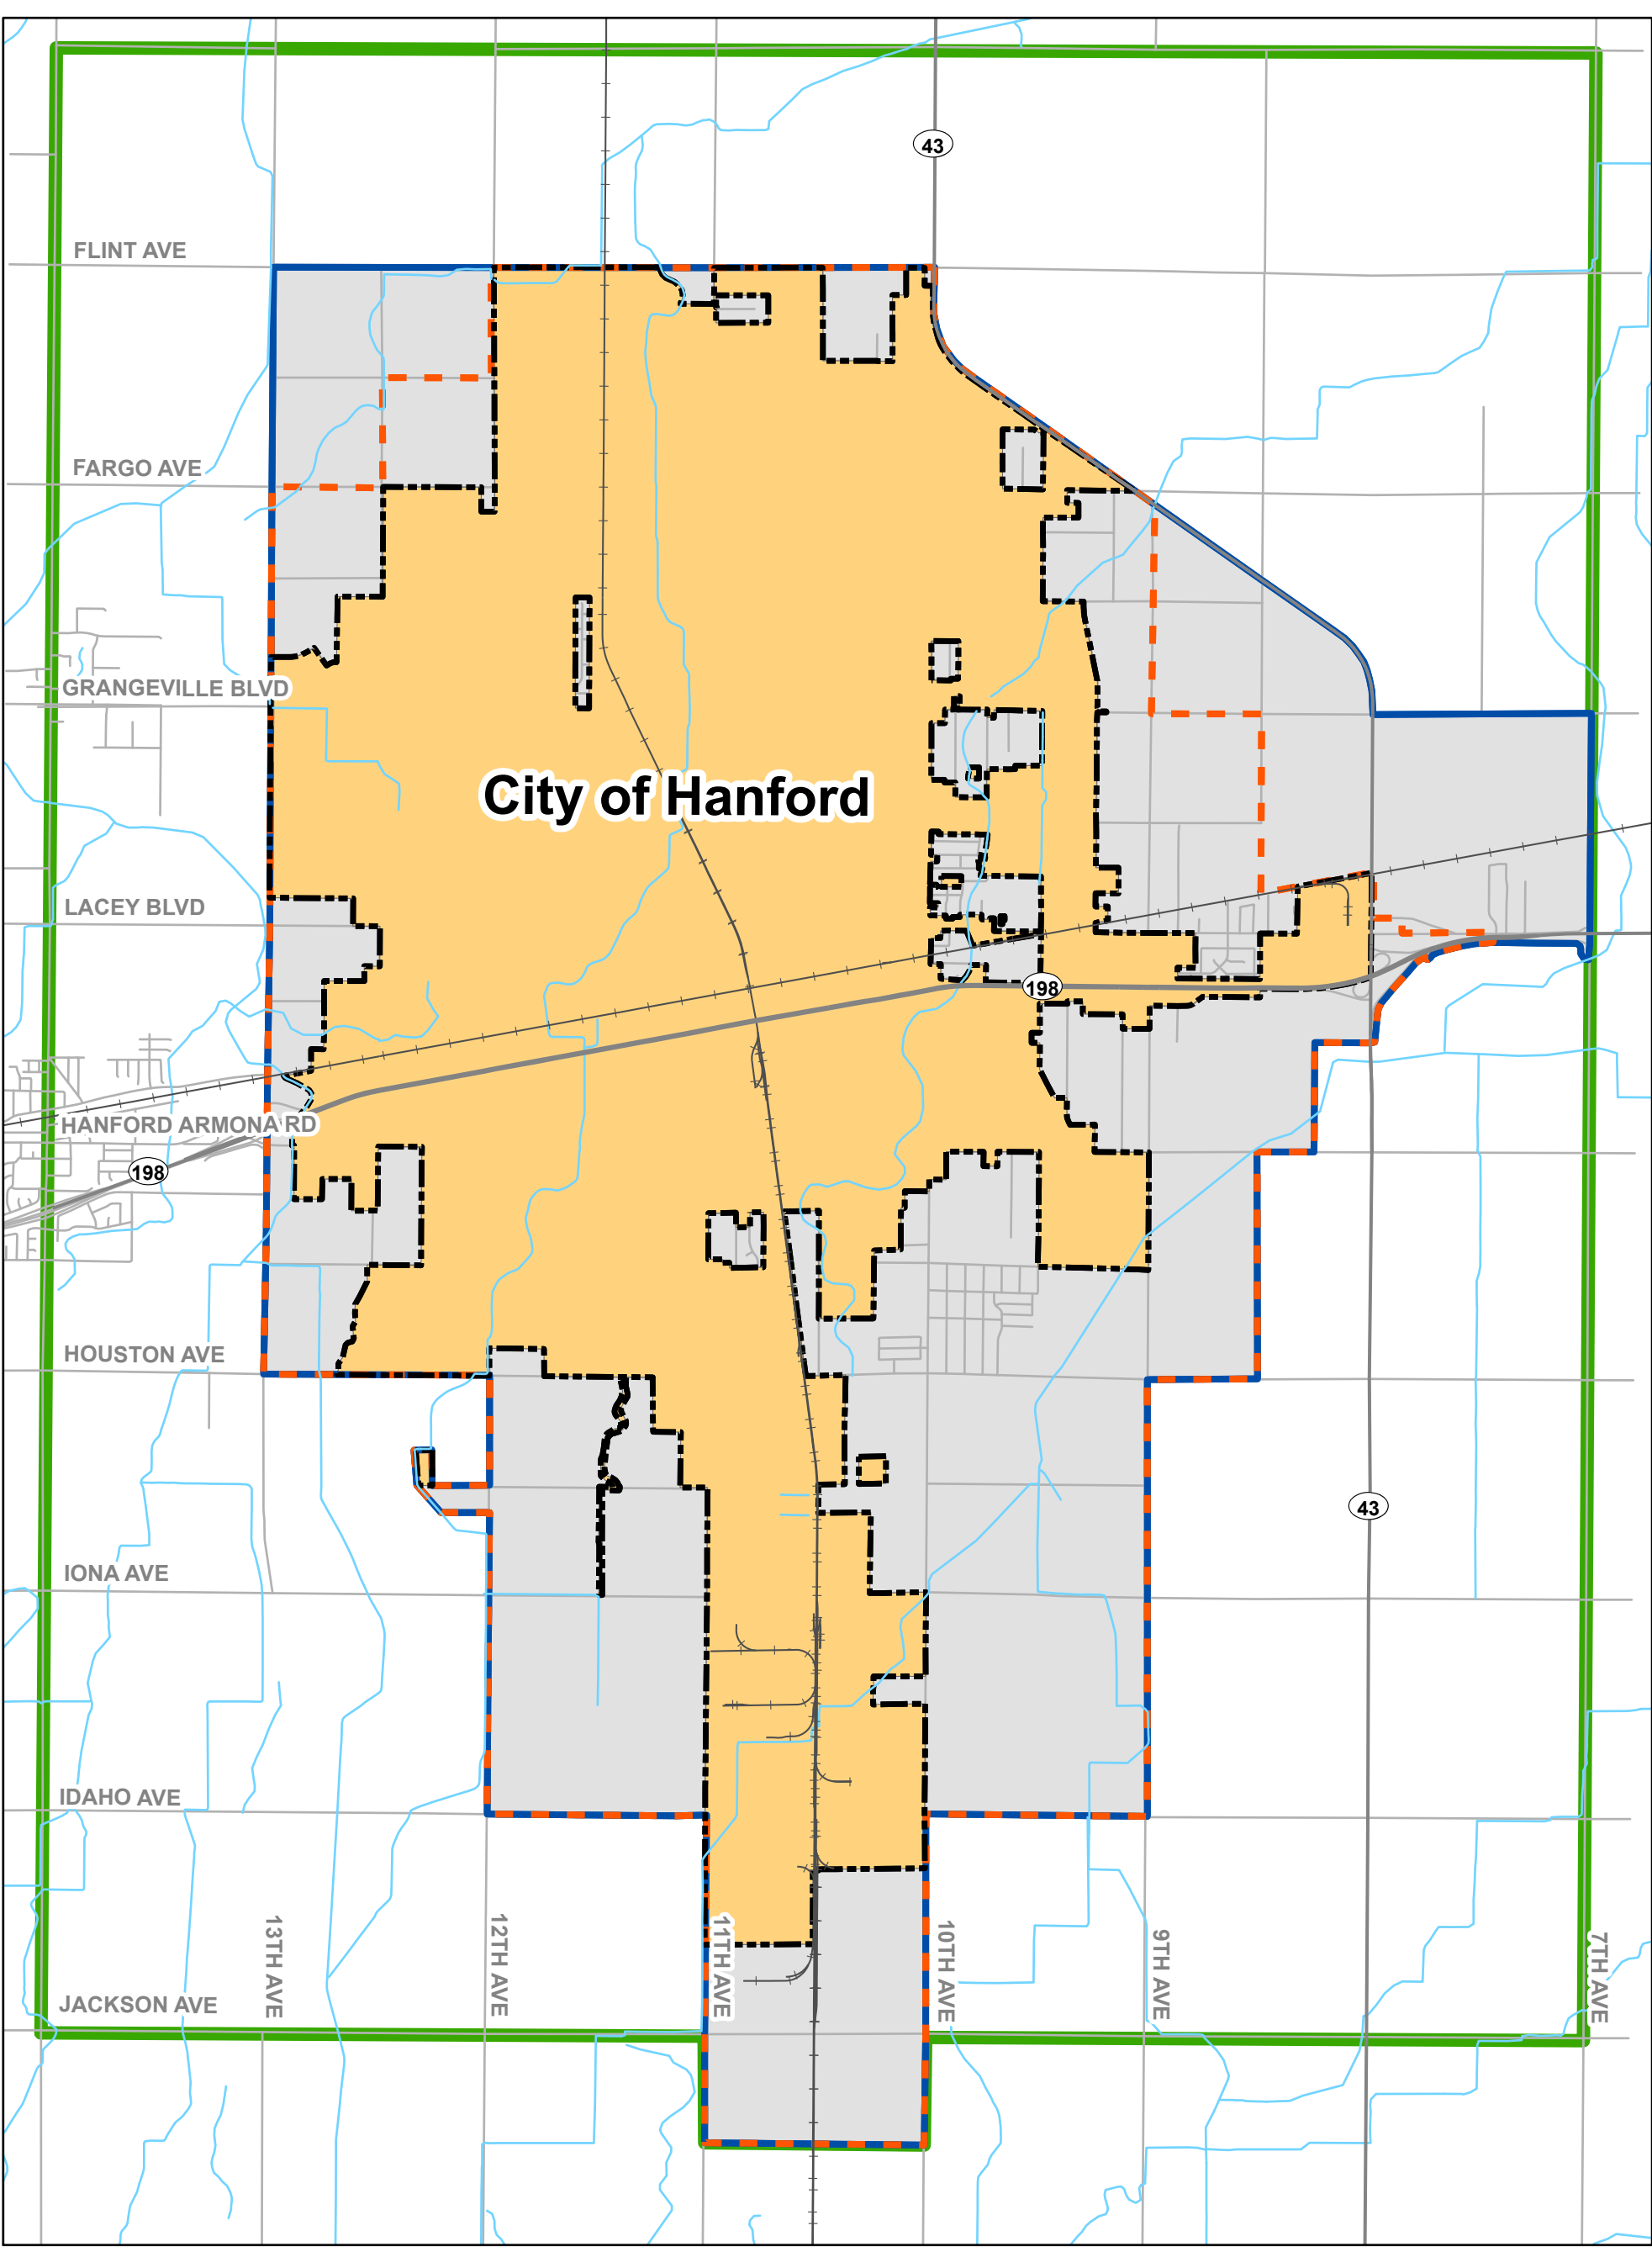 43
FLINT AVE
FARGO AVE
GRANGEVILLE BLVD
City of Hanford
LACEY BLVD
198
HANFORD ARMONA RD
198
HOUSTON AVE
43
IONA AVE
IDAHO AVE
13TH AVE
12TH AVE
11TH AVE
10TH AVE
9TH AVE
7TH AVE
JACKSON AVE